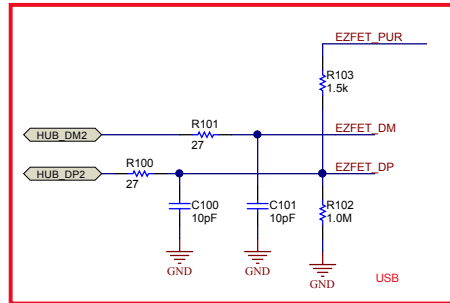 EZFET_PUR
R103
1.5k
R101
HUB_DM2
EZFET_DM
27
R100
HUB_DP2
EZFET_DP
27
C100
10pF
C101
10pF
R102
1.0M
GND
GND
GND
USB